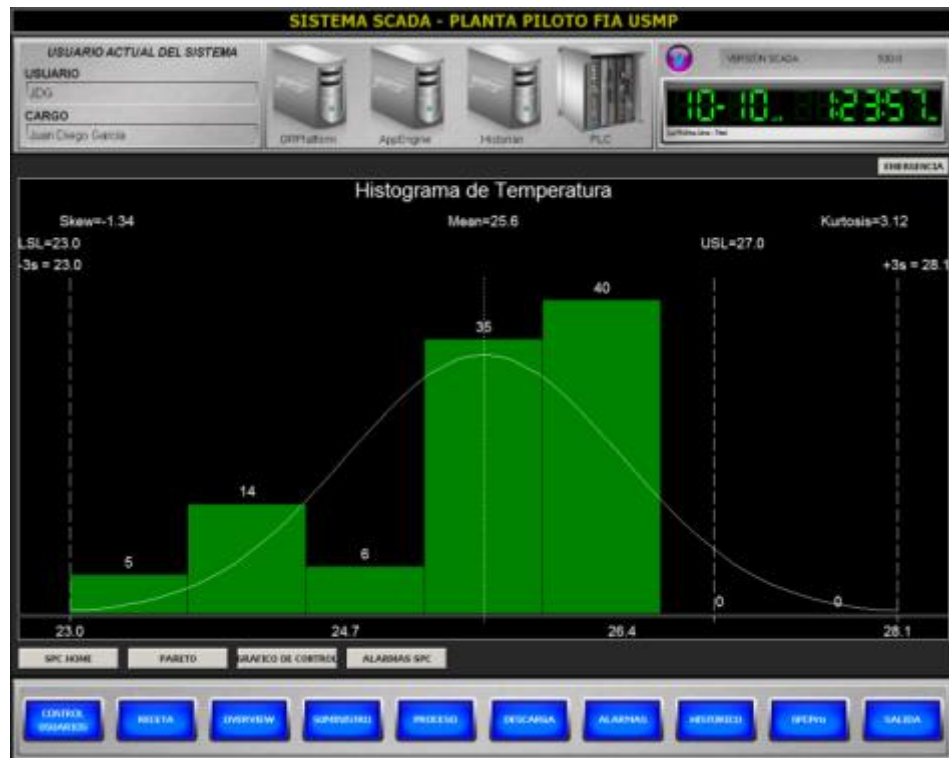 SISTEMA SCADA - PLANTA PILOTO FIA USMP
USUARIO ACTUAL DEL SISTEMA
USUARIO
JDG
CARGO
Juan Diego Garcia
AppEngine
Historian
PLC
VERSIÓN SCADA
10-10 1:23:57
EMERGENCIA
Histograma de Temperatura
Skew=-1.34
Mean=25.6
Kurtosis=3.12
LSL=23.0
USL=27.0
-3s = 23.0
+3s = 28.1
40
35
14
6
5
0
0
23.0
24.7
26.4
28.1
SPC HOME
PARETO
GRAFICO DE CONTROL
ALARMAS SPC
CONTROL USUARIOS
RECETA
OVERVIEW
SUMINISTRO
PROCESO
DESCARGA
ALARMAS
HISTORICO
SPCPro
SALIDA